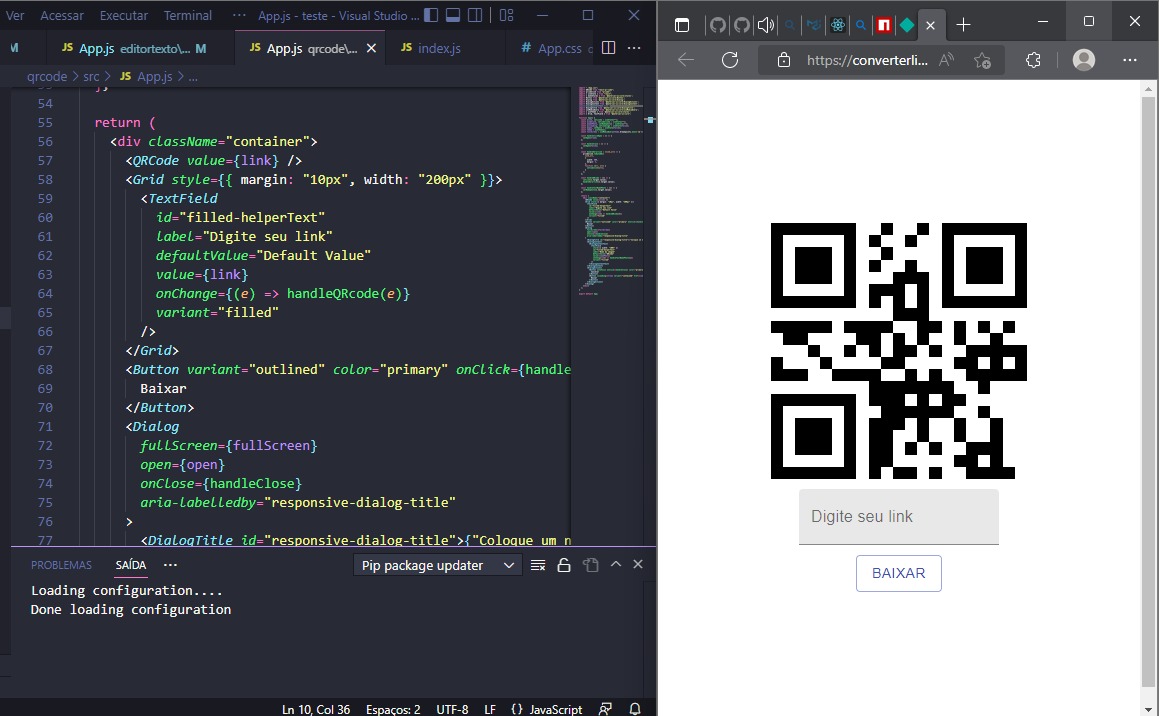 Ver Acessar Executar Terminal ··· App.js - teste - Visual Studio ...
M JS App.js editortexto\... M JS App.js qrcode\... JS index.js # App.css
qrcode > src > JS App.js > ...
53 };
54
55 return (
56 <div className="container">
57 <QRCode value={link} />
58 <Grid style={{ margin: "10px", width: "200px" }}>
59 <TextField
60 id="filled-helperText"
61 label="Digite seu link"
62 defaultValue="Default Value"
63 value={link}
64 onChange={(e) => handleQRcode(e)}
65 variant="filled"
66 />
67 </Grid>
68 <Button variant="outlined" color="primary" onClick={handle
69 Baixar
70 </Button>
71 <Dialog
72 fullScreen={fullScreen}
73 open={open}
74 onClose={handleClose}
75 aria-labelledby="responsive-dialog-title"
76 >
77 <DialogTitle id="responsive-dialog-title">{"Coloque um n
PROBLEMAS SAÍDA ··· Pip package updater
Loading configuration....
Done loading configuration
Ln 10, Col 36 Espaços: 2 UTF-8 LF {} JavaScript
https://converterli...
Digite seu link
BAIXAR